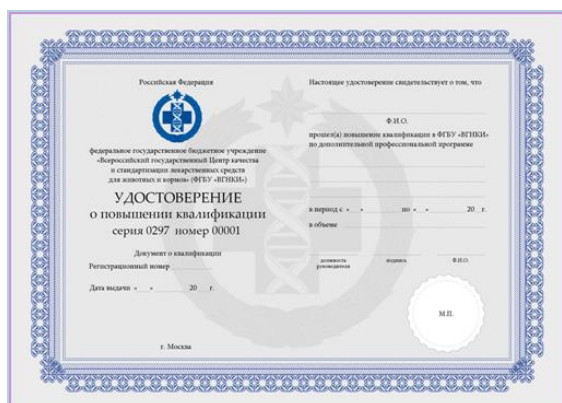 Российская Федерация
федеральное государственное бюджетное учреждение
«Всероссийский государственный Центр качества
и стандартизации лекарственных средств
для животных и кормов» (ФГБУ «ВГНКИ»)
УДОСТОВЕРЕНИЕ
о повышении квалификации
серия 0297 номер 00001
Документ о квалификации
Регистрационный номер
Дата выдачи « » 20 г.
г. Москва
Настоящее удостоверение свидетельствует о том, что
Ф.И.О.
прошел(а) повышение квалификации в ФГБУ «ВГНКИ»
по дополнительной профессиональной программе
в период с « » по « » 20 г.
в объеме
должность руководителя подпись Ф.И.О.
М.П.